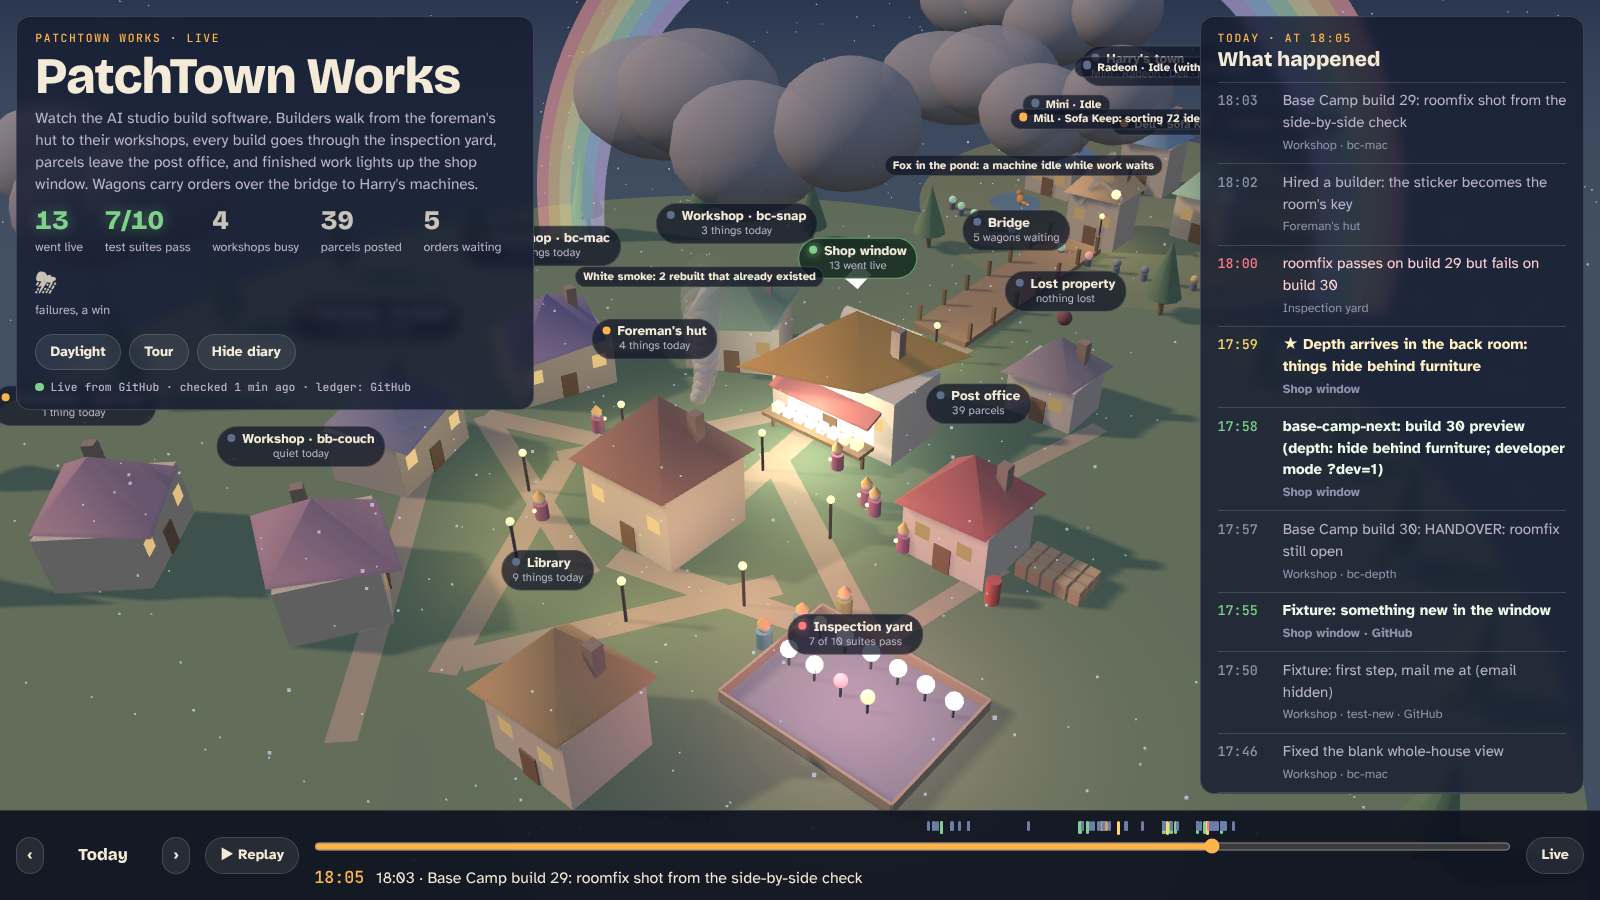 PATCHTOWN WORKS · LIVE
PatchTown Works
Watch the AI studio build software. Builders walk from the foreman's
hut to their workshops, every build goes through the inspection yard,
parcels leave the post office, and finished work lights up the shop
window. Wagons carry orders over the bridge to Harry's machines.
13
went live
7/10
test suites pass
4
workshops busy
39
parcels posted
5
orders waiting
failures, a win
Daylight
Tour
Hide diary
Live from GitHub · checked 1 min ago · ledger: GitHub
1 thing today
Workshop · bb-couch
quiet today
op · bc-mac
ngs today
Workshop · bc-snap
3 things today
Shop window
13 went live
White smoke: 2 rebuilt that already existed
Foreman's hut
4 things today
Library
9 things today
Inspection yard
7 of 10 suites pass
Post office
39 parcels
Lost property
nothing lost
Bridge
5 wagons waiting
Fox in the pond: a machine idle while work waits
Harry's town
Radeon · Idle (with
Mini · Idle
Mill · Sofa Keep: sorting 72 ide
TODAY · AT 18:05
What happened
18:03
Base Camp build 29: roomfix shot from the
side-by-side check
Workshop · bc-mac
18:02
Hired a builder: the sticker becomes the
room's key
Foreman's hut
18:00
roomfix passes on build 29 but fails on
build 30
Inspection yard
17:59
★ Depth arrives in the back room:
things hide behind furniture
Shop window
17:58
base-camp-next: build 30 preview
(depth: hide behind furniture; developer
mode ?dev=1)
Shop window
17:57
Base Camp build 30: HANDOVER: roomfix
still open
Workshop · bc-depth
17:55
Fixture: something new in the window
Shop window · GitHub
17:50
Fixture: first step, mail me at (email
hidden)
Workshop · test-new · GitHub
17:46
Fixed the blank whole-house view
Workshop · bc-mac
‹
Today
›
▶ Replay
18:05 18:03 · Base Camp build 29: roomfix shot from the side-by-side check
Live